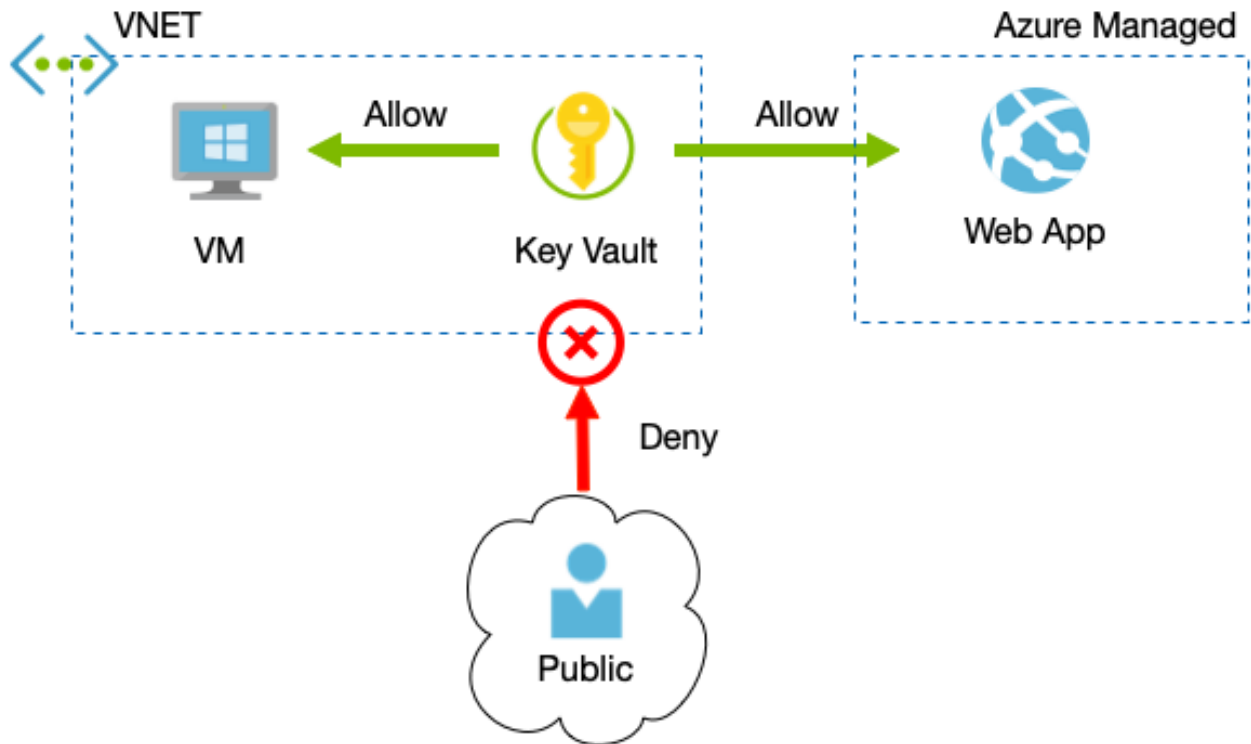 VNET
Azure Managed
Allow
Allow
VM
Key Vault
Web App
Deny
Public